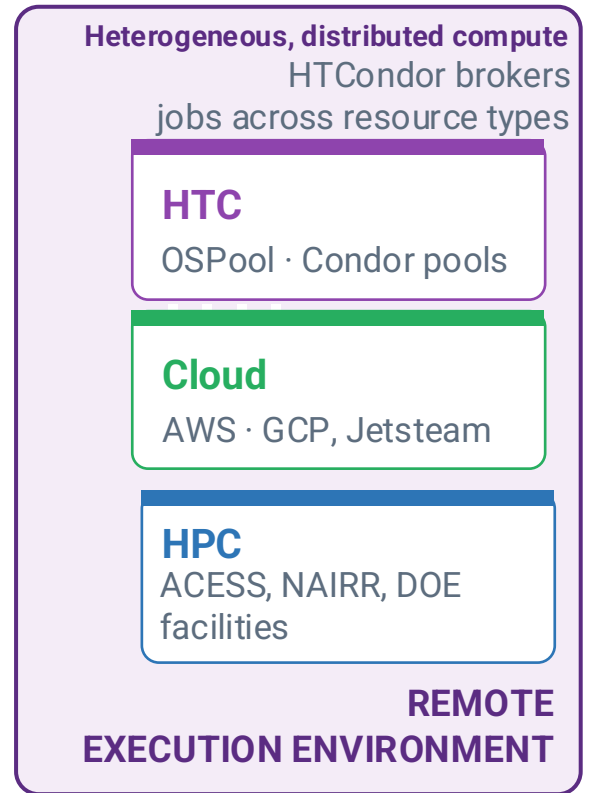 Heterogeneous, distributed compute
HTCondor brokers
jobs across resource types
HTC
OSPool · Condor pools
Cloud
AWS · GCP, Jetsteam
HPC
ACESS, NAIRR, DOE
facilities
REMOTE
EXECUTION ENVIRONMENT